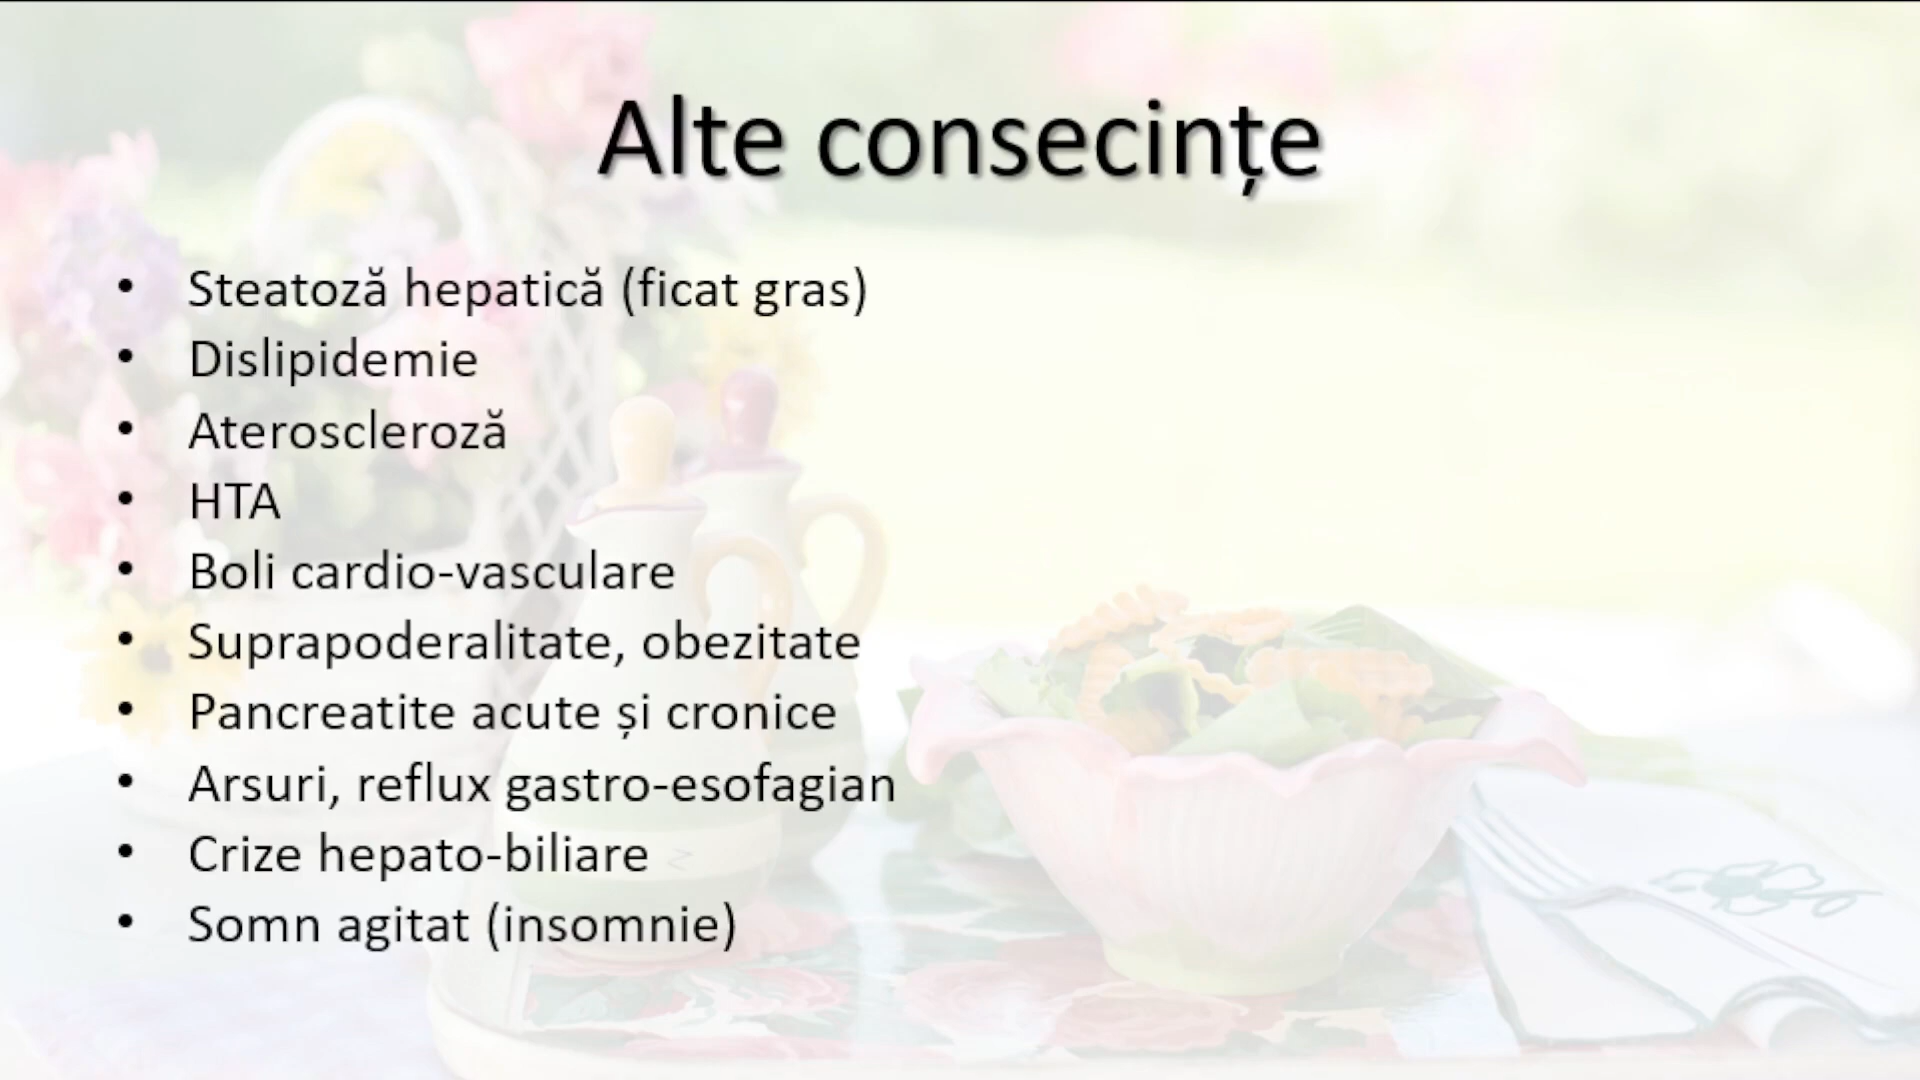 Alte consecințe
• Steatoză hepatică (ficat gras)
• Dislipidemie
• Ateroscleroză
• HTA
• Boli cardio-vasculare
• Suprapoderalitate, obezitate
• Pancreatite acute și cronice
• Arsuri, reflux gastro-esofagian
• Crize hepato-biliare
• Somn agitat (insomnie)